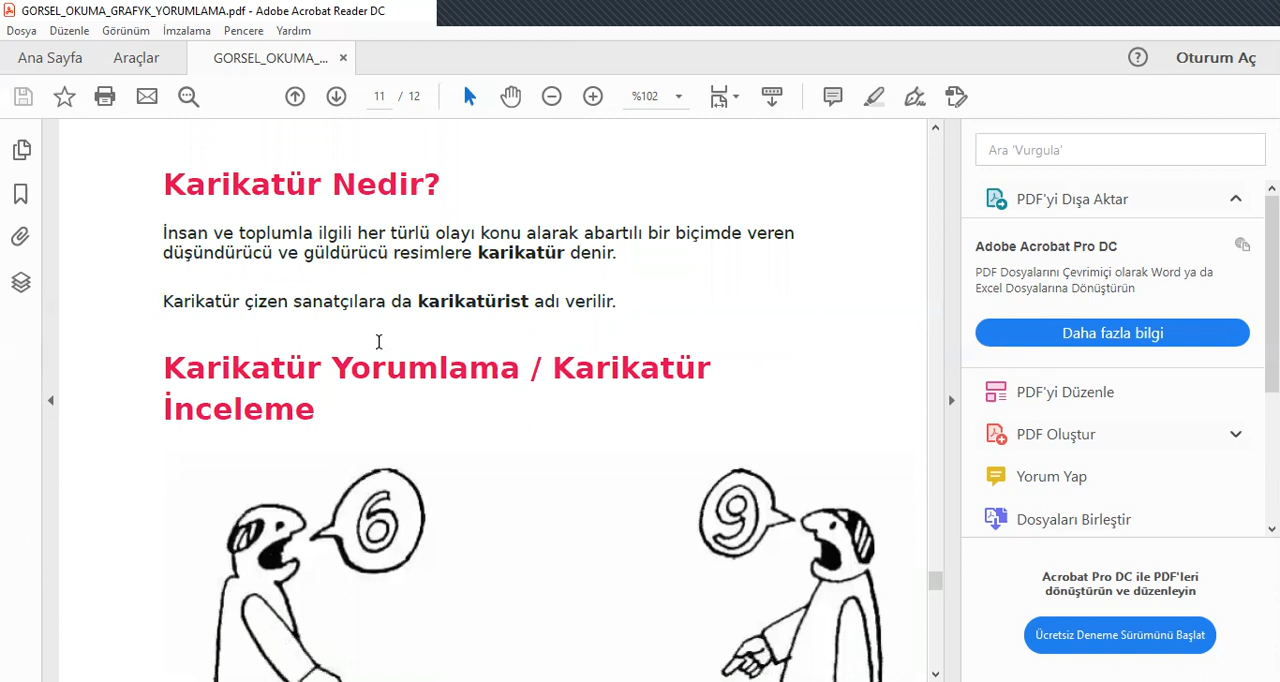 GORSEL_OKUMA_GRAFYK_YORUMLAMA.pdf - Adobe Acrobat Reader DC
Dosya Düzenle Görünüm İmzalama Pencere Yardım
Ana Sayfa Araçlar GORSEL_OKUMA_... × ? Oturum Aç
11 / 12 %102
Karikatür Nedir?
İnsan ve toplumla ilgili her türlü olayı konu alarak abartılı bir biçimde veren
düşündürücü ve güldürücü resimlere karikatür denir.
Karikatür çizen sanatçılara da karikatürist adı verilir.
Karikatür Yorumlama / Karikatür
İnceleme
6
9
Ara 'Vurgula'
PDF'yi Dışa Aktar
Adobe Acrobat Pro DC
PDF Dosyalarını Çevrimiçi olarak Word ya da
Excel Dosyalarına Dönüştürün
Daha fazla bilgi
PDF'yi Düzenle
PDF Oluştur
Yorum Yap
Dosyaları Birleştir
Acrobat Pro DC ile PDF'leri
dönüştürün ve düzenleyin
Ücretsiz Deneme Sürümünü Başlat